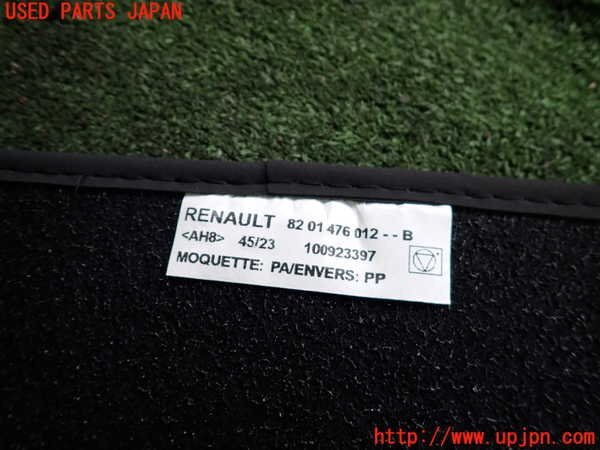 USED PARTS JAPAN
RENAULT 82 01 476 012 - - B
<AH8> 45/23 100923397
MOQUETTE: PA/ENVERS: PP
http://www.upjpn.com/